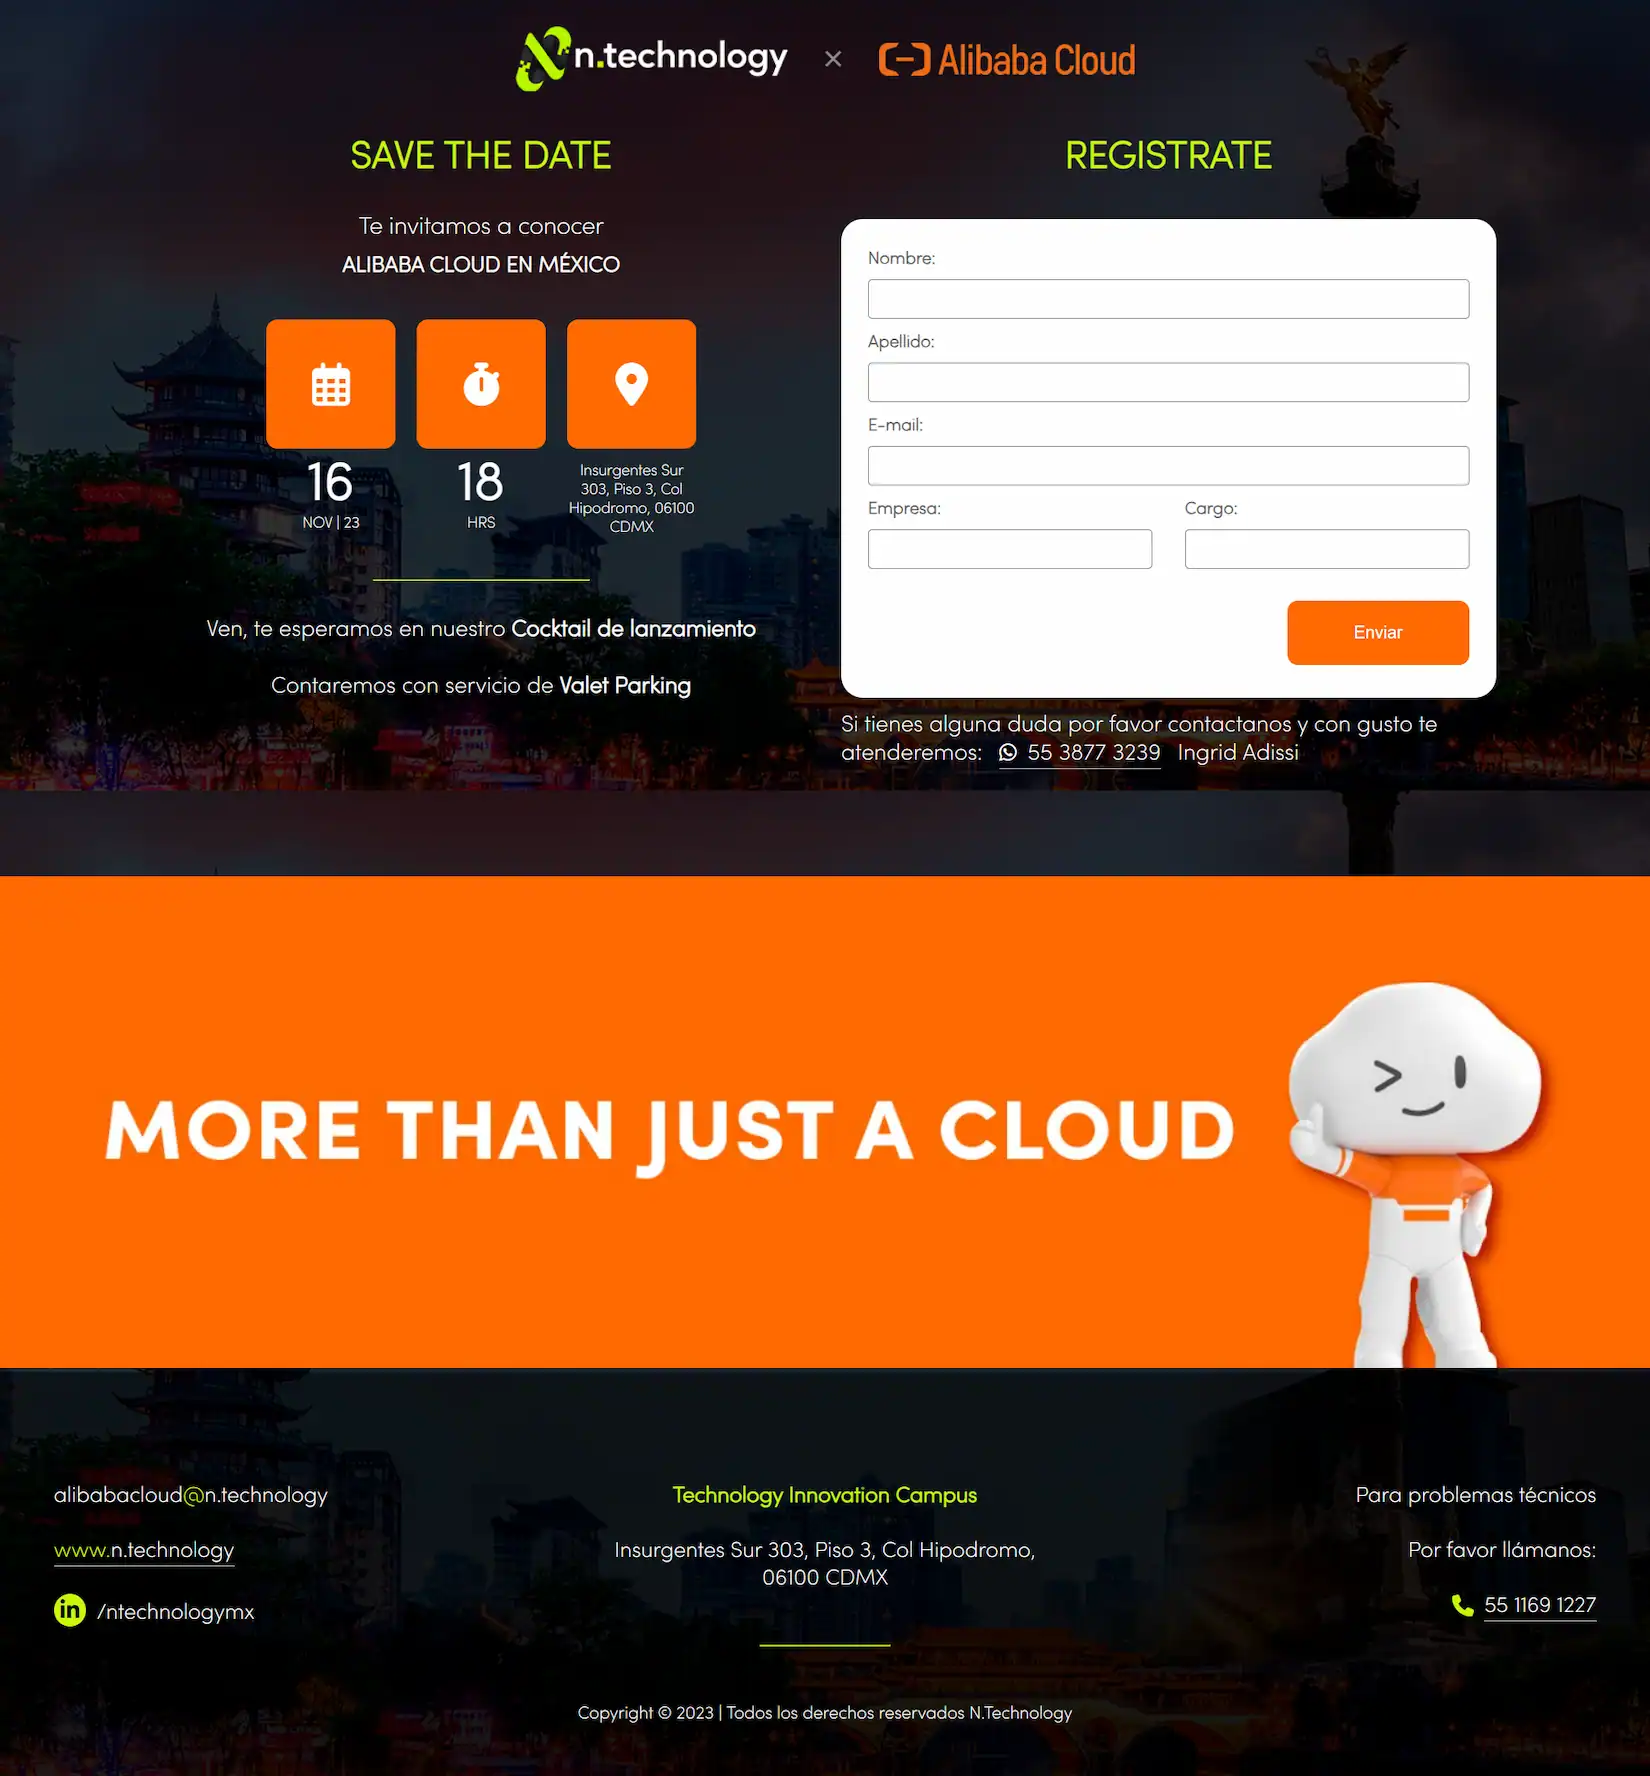 n.technology × Alibaba Cloud
SAVE THE DATE
Te invitamos a conocer
ALIBABA CLOUD EN MÉXICO
16
NOV | 23
18
HRS
Insurgentes Sur
303, Piso 3, Col
Hipodromo, 06100
CDMX
Ven, te esperamos en nuestro Cocktail de lanzamiento
Contaremos con servicio de Valet Parking
REGISTRATE
Nombre:
Apellido:
E-mail:
Empresa:
Cargo:
Enviar
Si tienes alguna duda por favor contactanos y con gusto te
atenderemos: 55 3877 3239 Ingrid Adissi
MORE THAN JUST A CLOUD
alibabacloud@n.technology
www.n.technology
in /ntechnologymx
Technology Innovation Campus
Insurgentes Sur 303, Piso 3, Col Hipodromo,
06100 CDMX
Para problemas técnicos
Por favor llámanos:
55 1169 1227
Copyright © 2023 | Todos los derechos reservados N.Technology